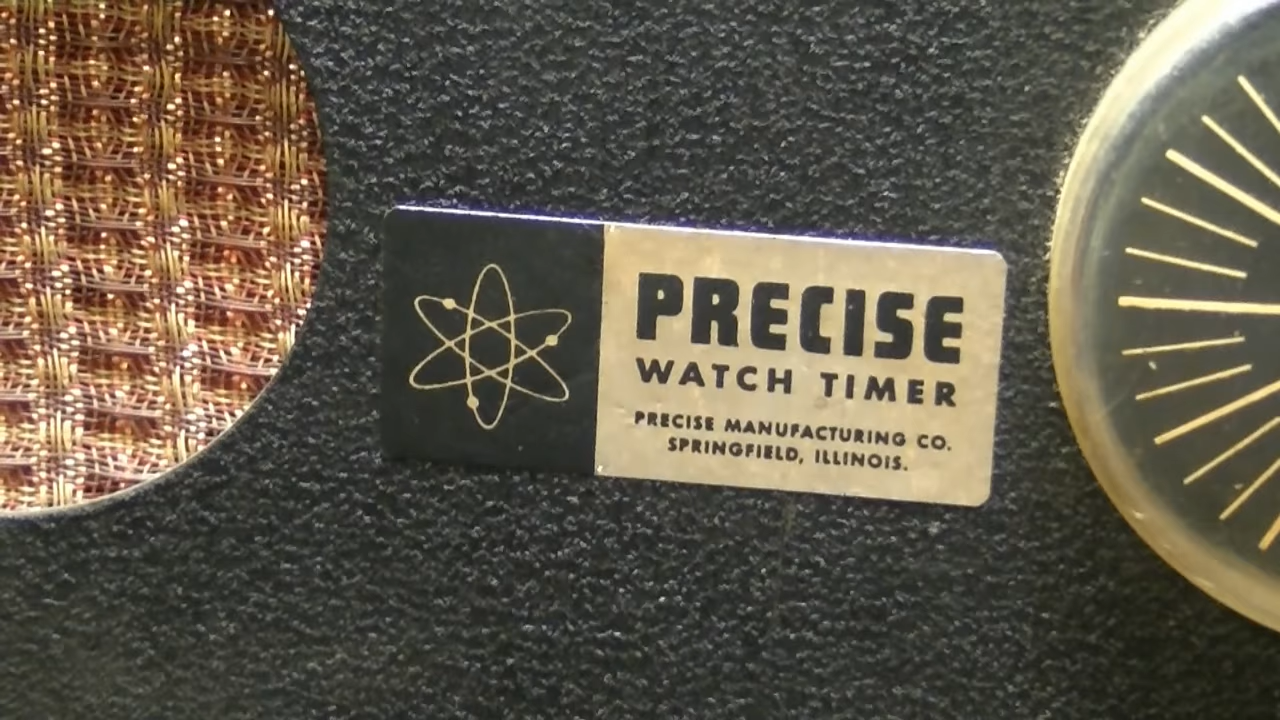 PRECISE
WATCH TIMER
PRECISE MANUFACTURING CO.
SPRINGFIELD, ILLINOIS.